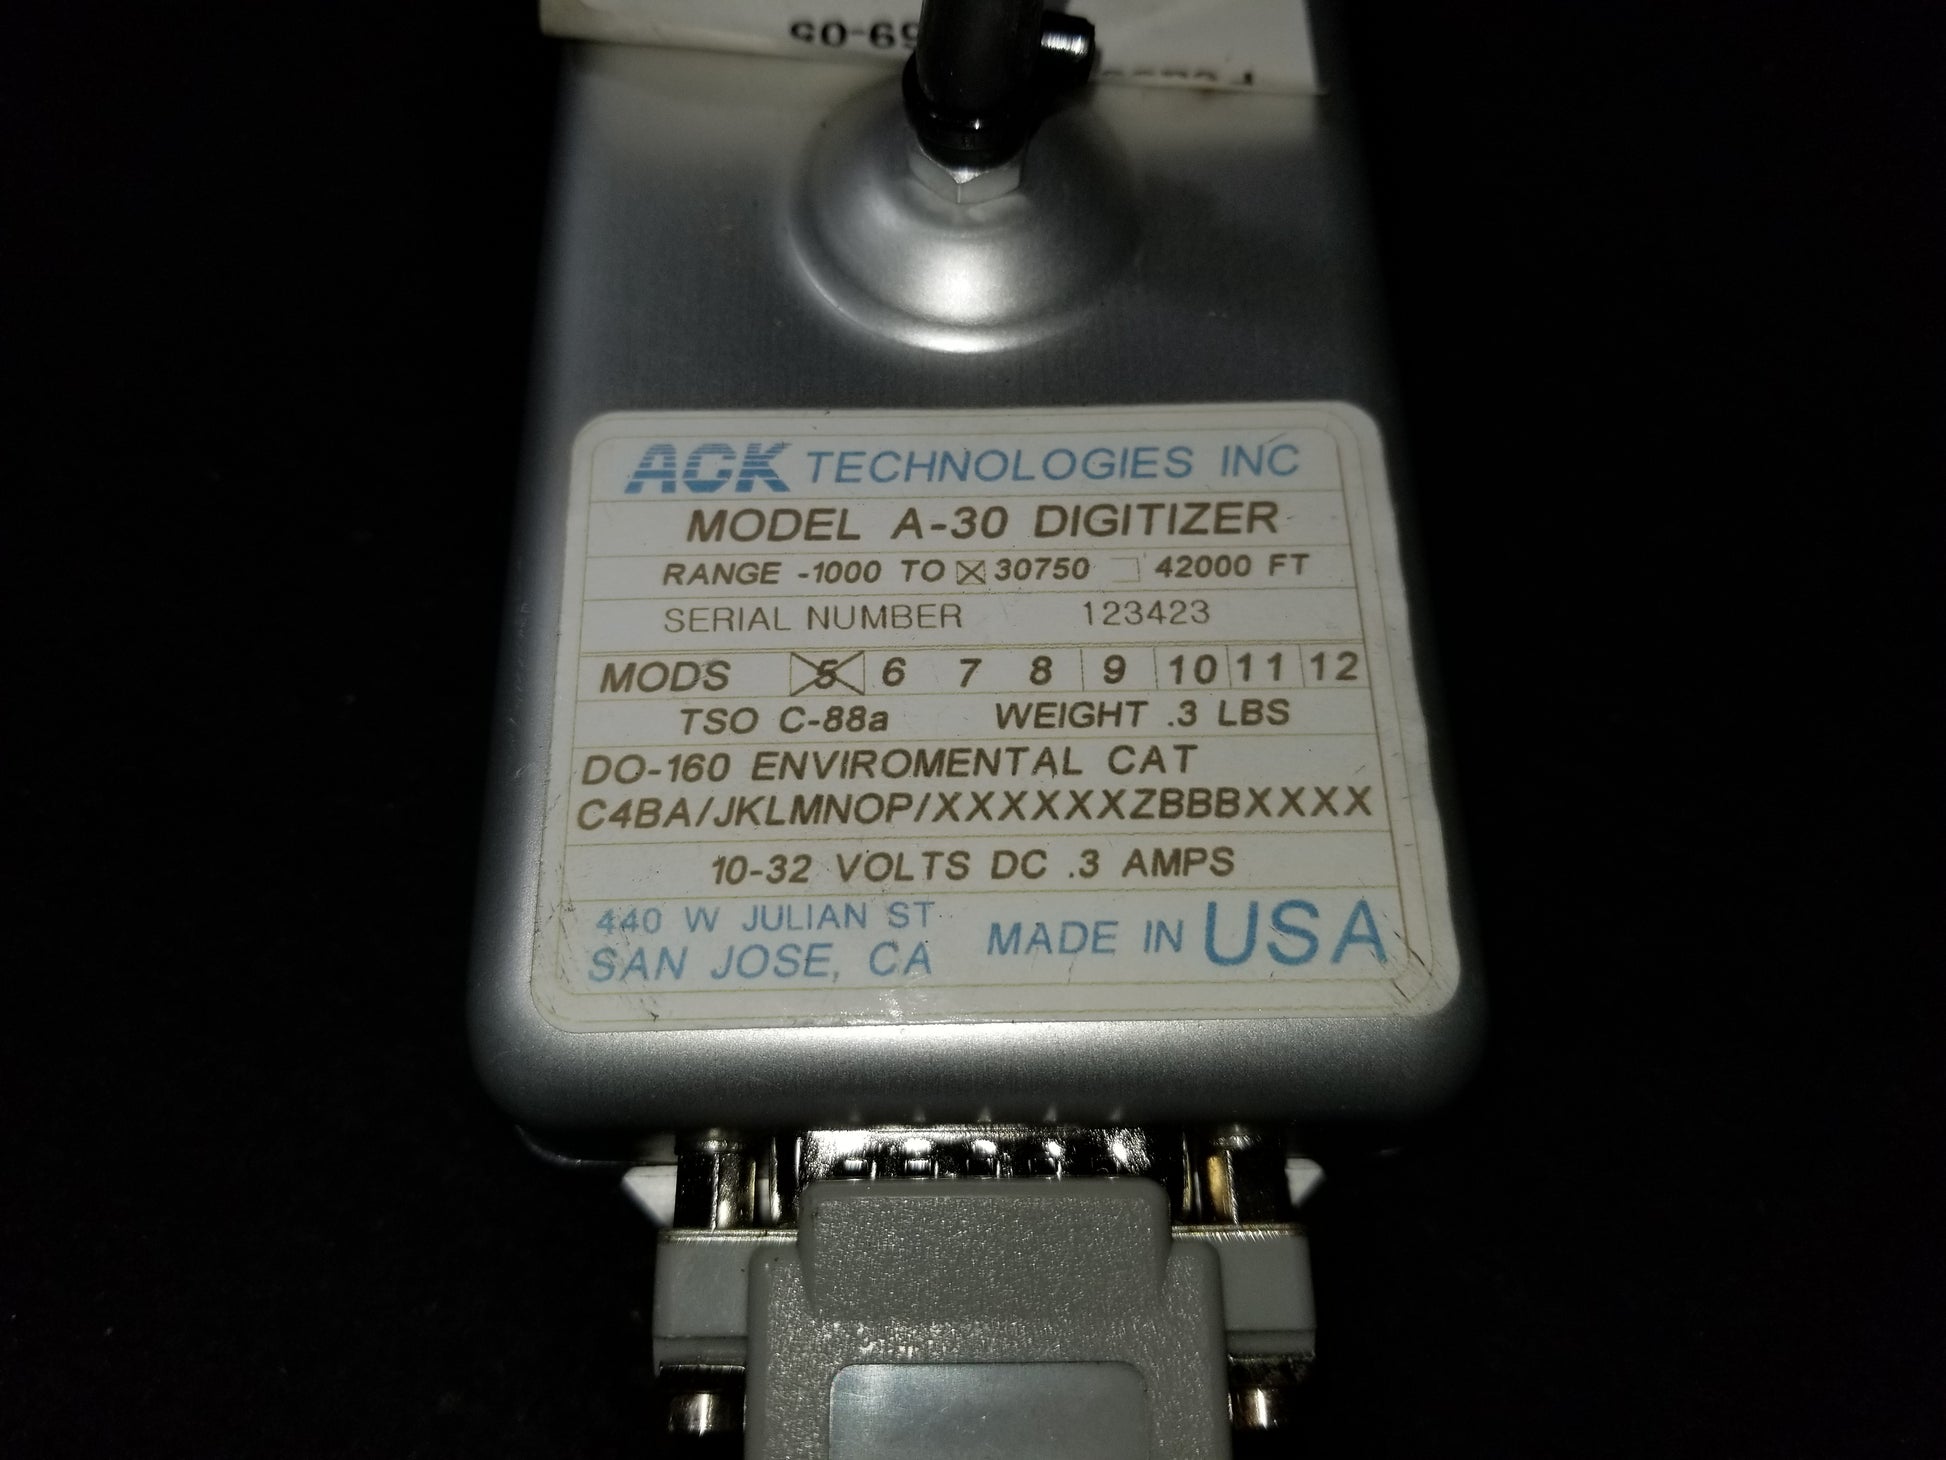 59-05
ACK TECHNOLOGIES INC
MODEL A-30 DIGITIZER
RANGE -1000 TO ☒ 30750 ☐ 42000 FT
SERIAL NUMBER 123423
MODS 5 6 7 8 9 10 11 12
TSO C-88a WEIGHT .3 LBS
DO-160 ENVIROMENTAL CAT
C4BA/JKLMNOP/XXXXXXZBBBXXXX
10-32 VOLTS DC .3 AMPS
440 W JULIAN ST
SAN JOSE, CA MADE IN USA